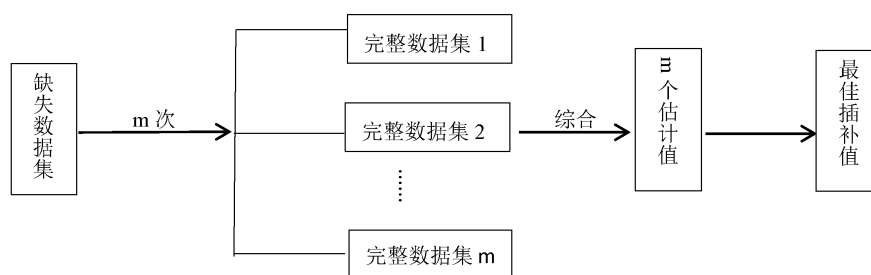 缺失数据集
m 次
完整数据集 1
完整数据集 2
......
完整数据集 m
综合
m 个估计值
最佳插补值